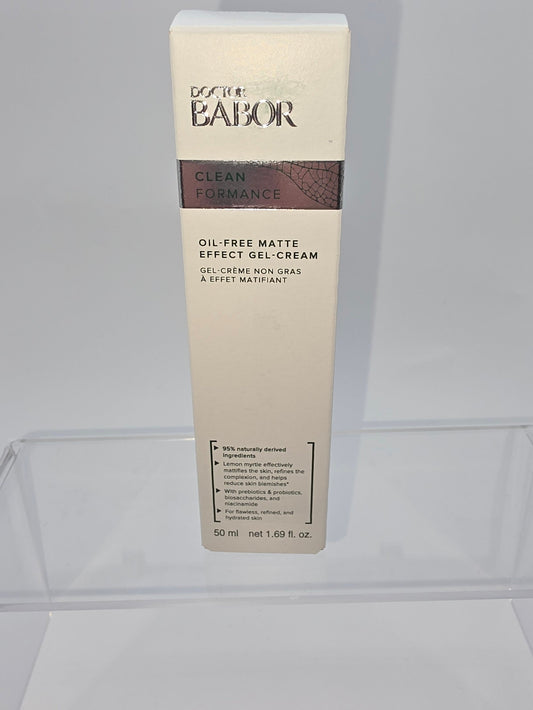 DOCTOR
BABOR
CLEAN
FORMANCE
OIL-FREE MATTE
EFFECT GEL-CREAM
GEL-CRÈME NON GRAS
À EFFET MATIFIANT
▶ 95% naturally derived
ingredients
▶ Lemon myrtle effectively
mattifies the skin, refines the
complexion, and helps
reduce skin blemishes*
▶ With prebiotics & probiotics,
biosaccharides, and
niacinamide
▶ For flawless, refined, and
hydrated skin
50 ml net 1.69 fl. oz.